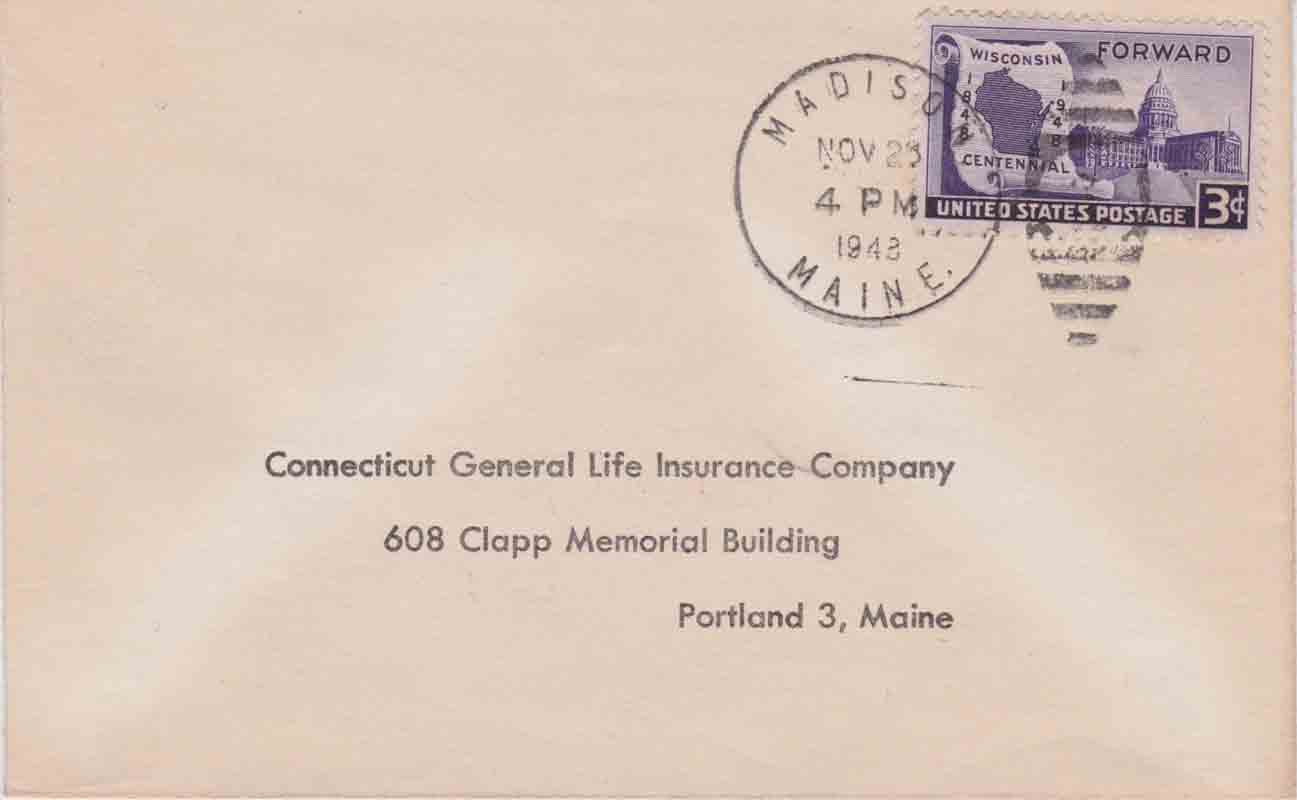 WISCONSIN FORWARD
1848 1948
CENTENNIAL
UNITED STATES POSTAGE 3¢
MADISON
NOV 23
4 PM
1948
MAINE.
Connecticut General Life Insurance Company
608 Clapp Memorial Building
Portland 3, Maine